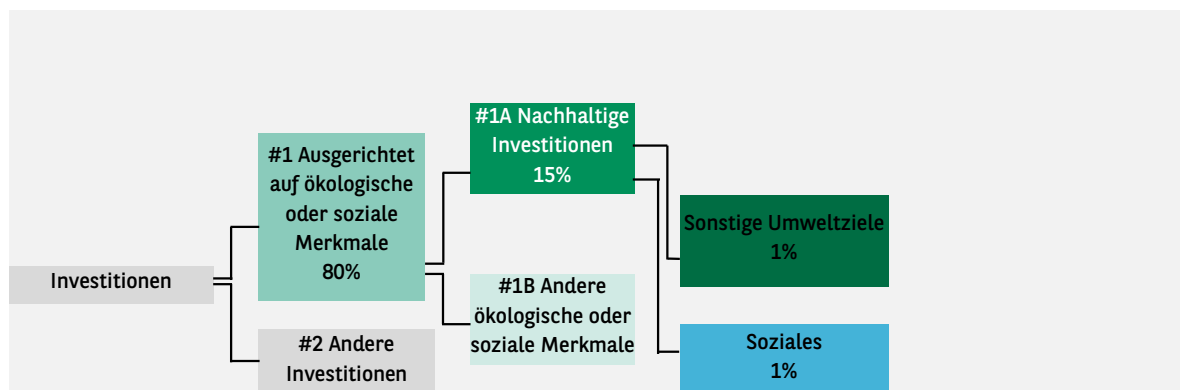 Investitionen
#1 Ausgerichtet
auf ökologische
oder soziale
Merkmale
80%
#2 Andere
Investitionen
#1A Nachhaltige
Investitionen
15%
#1B Andere
ökologische oder
soziale Merkmale
Sonstige Umweltziele
1%
Soziales
1%